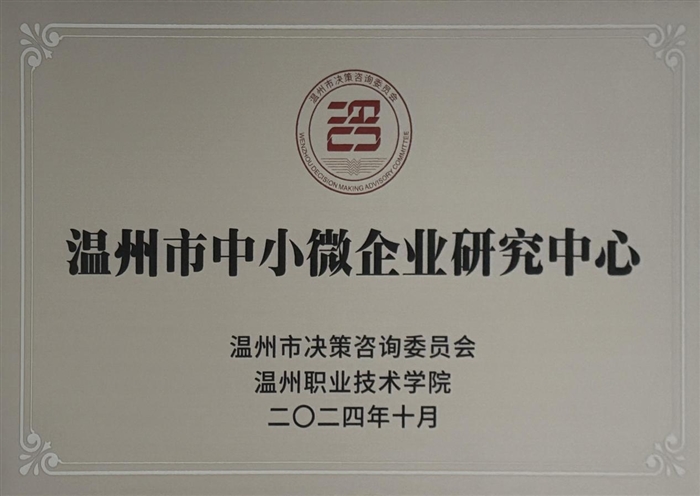 温州市决策咨询委员会
WENZHOU DECISION MAKING ADVISORY COMMITTEE
温州市中小微企业研究中心
温州市决策咨询委员会
温州职业技术学院
二〇二四年十月